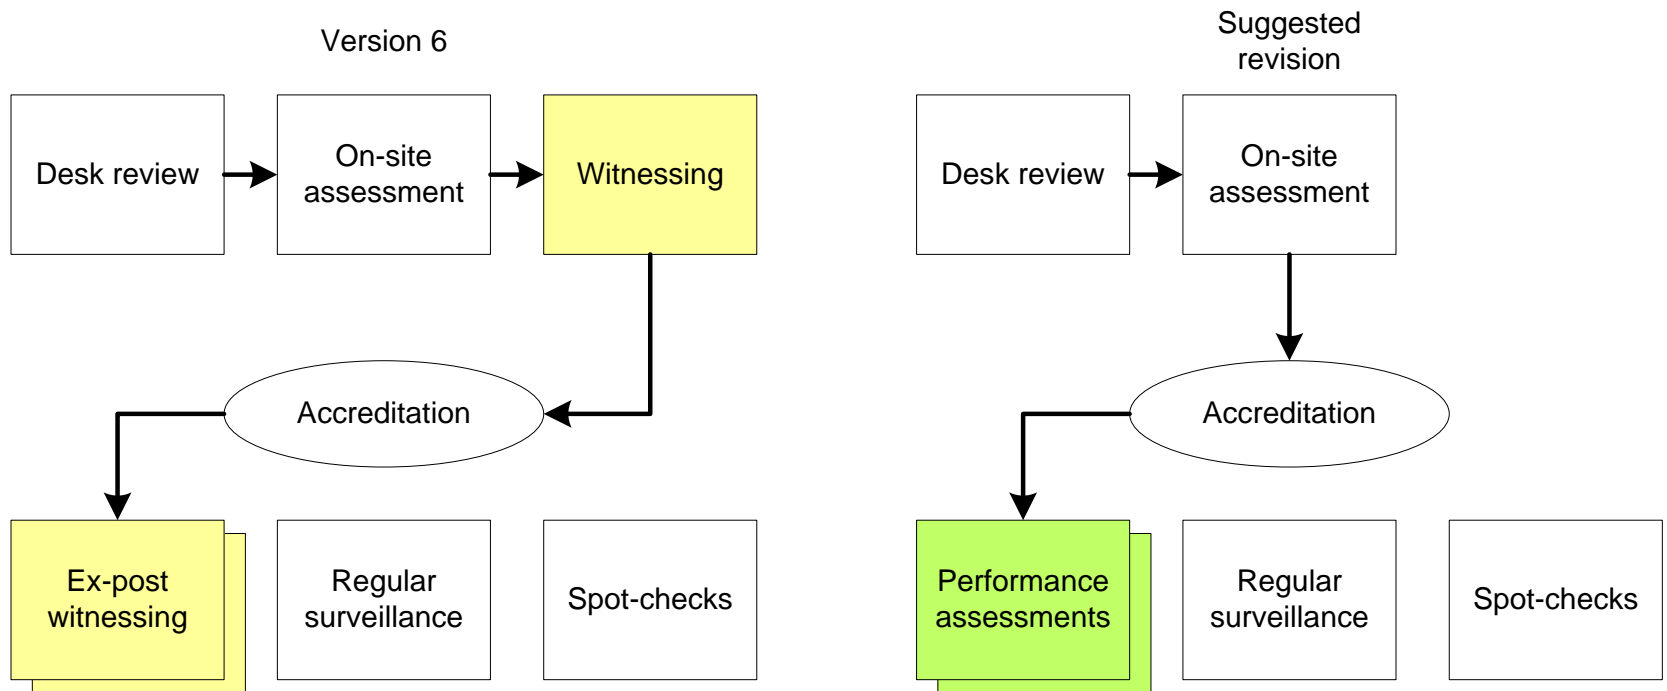 Version 6
Desk review
On-site
assessment
Witnessing
Accreditation
Ex-post
witnessing
Regular
surveillance
Spot-checks
Suggested
revision
Desk review
On-site
assessment
Accreditation
Performance
assessments
Regular
surveillance
Spot-checks